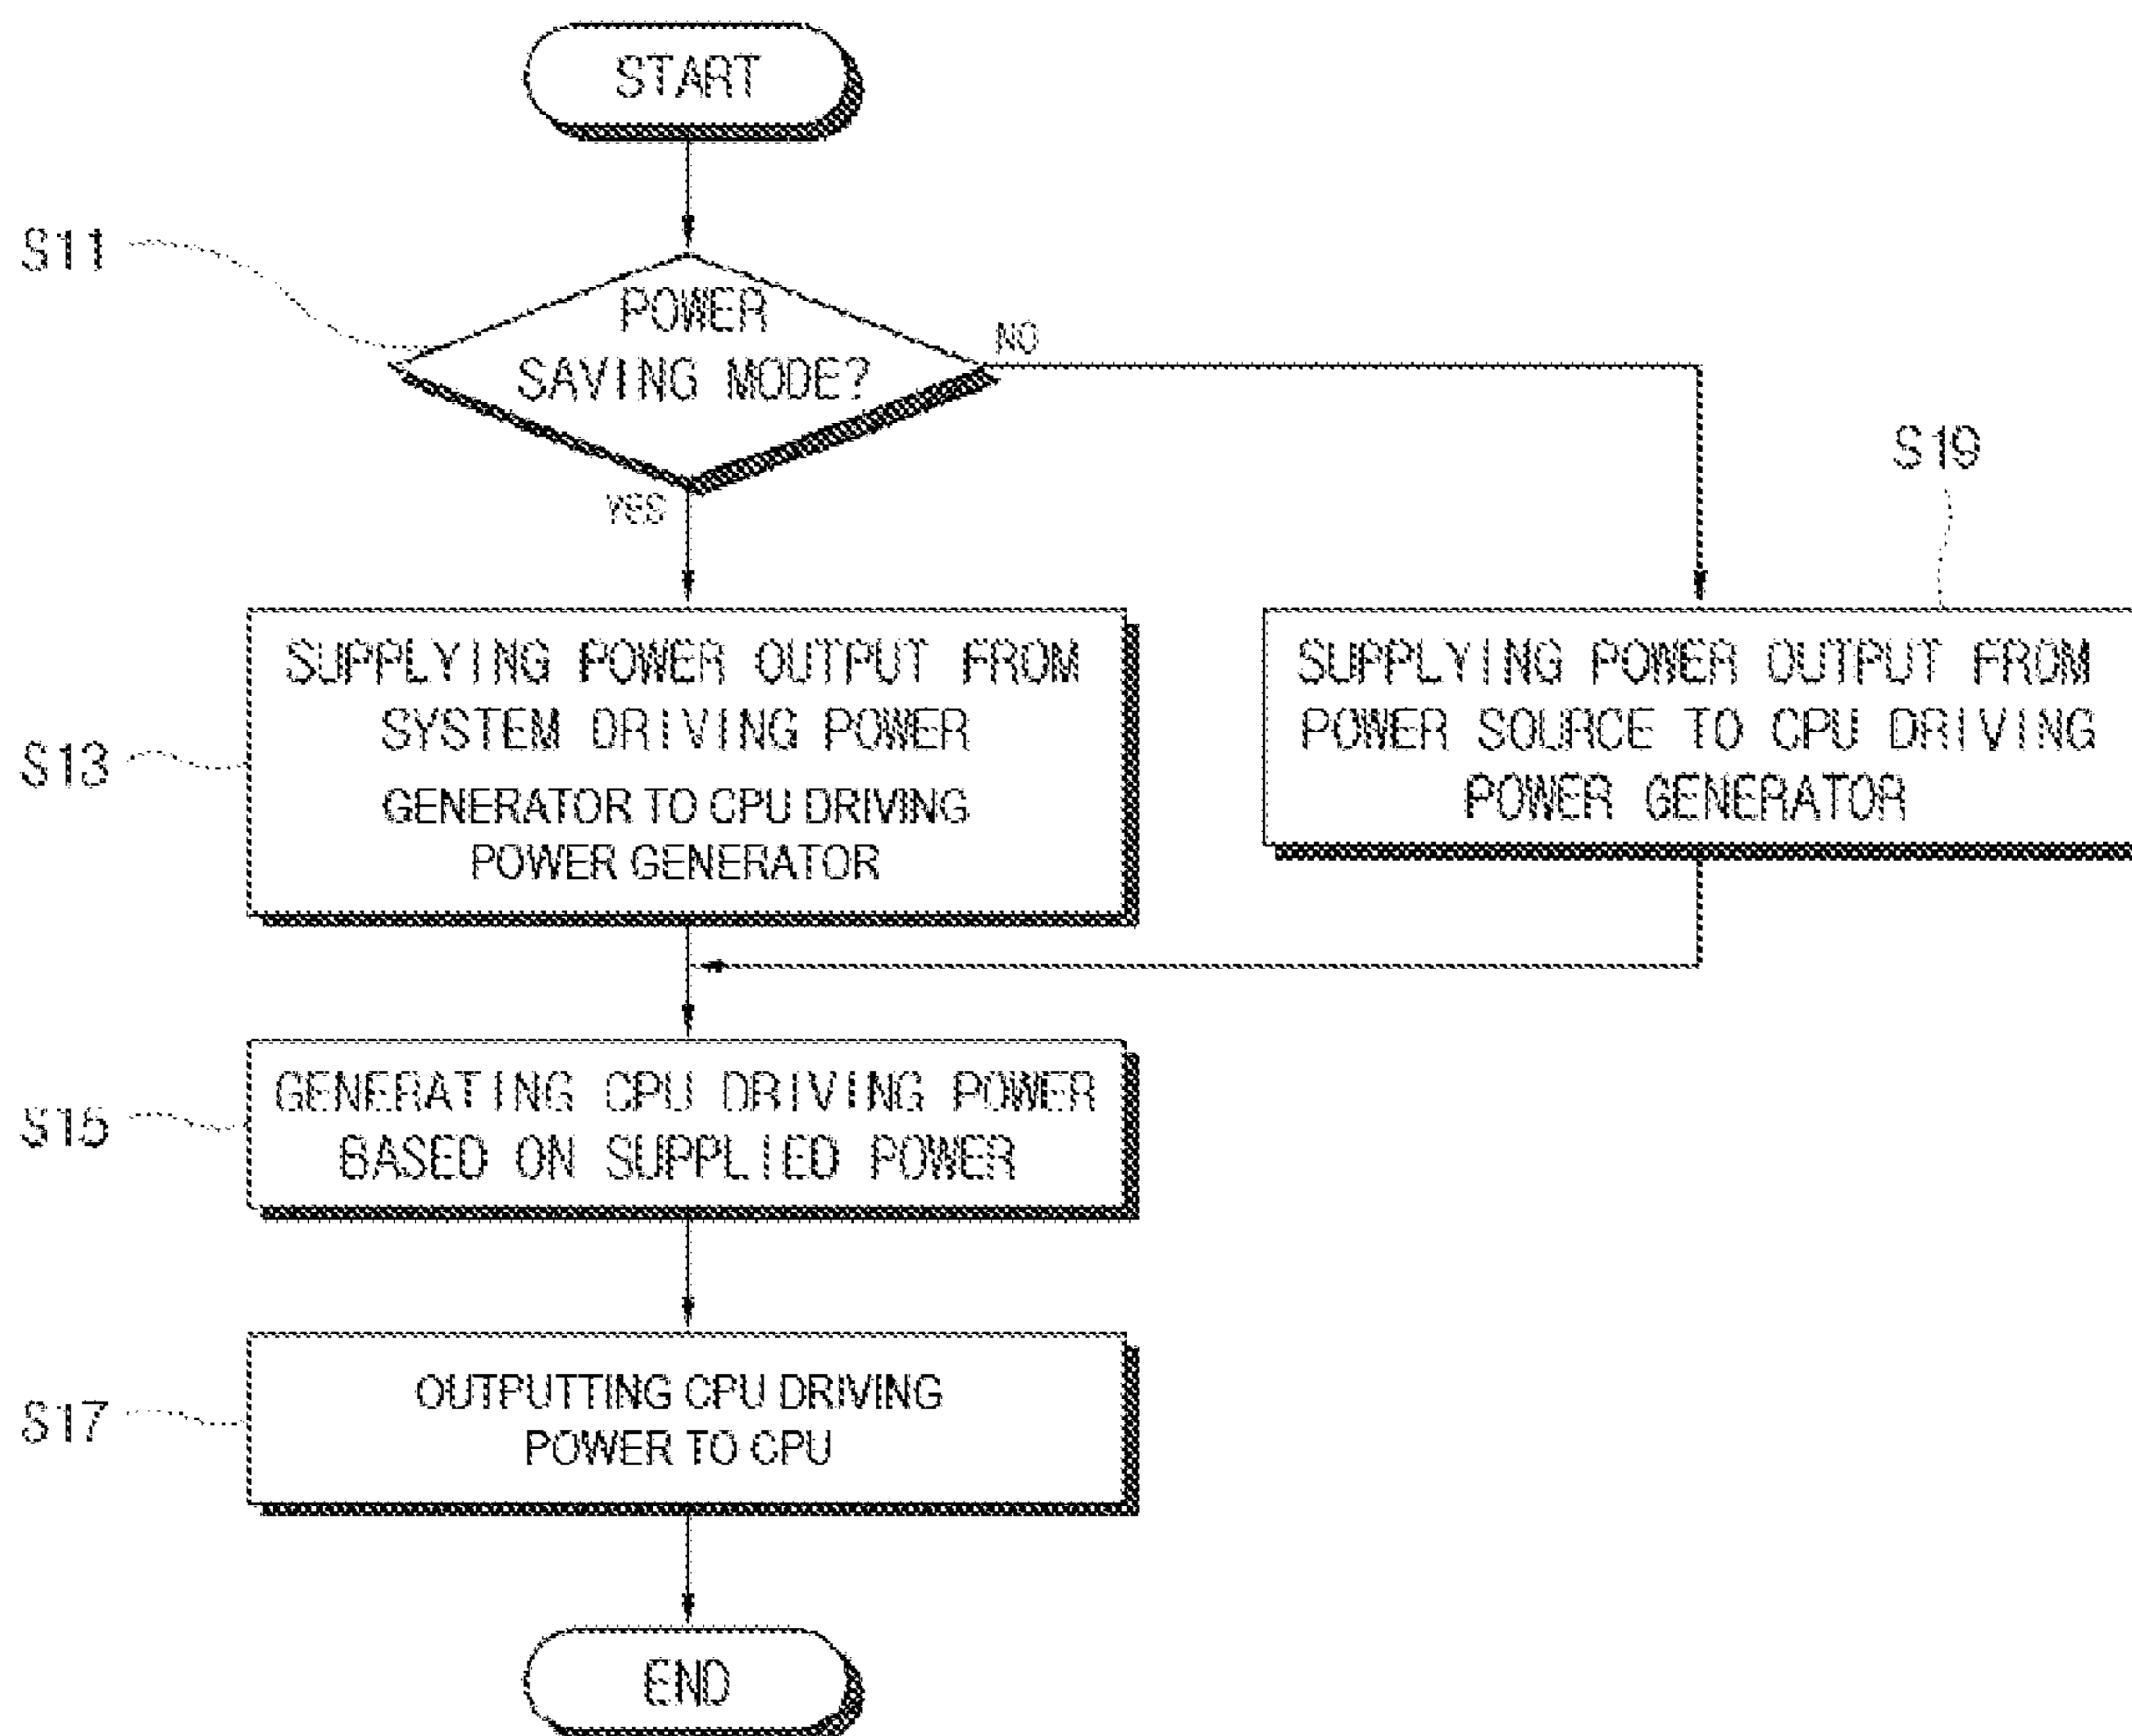 START
S11
POWER
SAVING MODE?
NO
YES
S19
S13
SUPPLYING POWER OUTPUT FROM
SYSTEM DRIVING POWER
GENERATOR TO CPU DRIVING
POWER GENERATOR
SUPPLYING POWER OUTPUT FROM
POWER SOURCE TO CPU DRIVING
POWER GENERATOR
S15
GENERATING CPU DRIVING POWER
BASED ON SUPPLIED POWER
S17
OUTPUTTING CPU DRIVING
POWER TO CPU
END